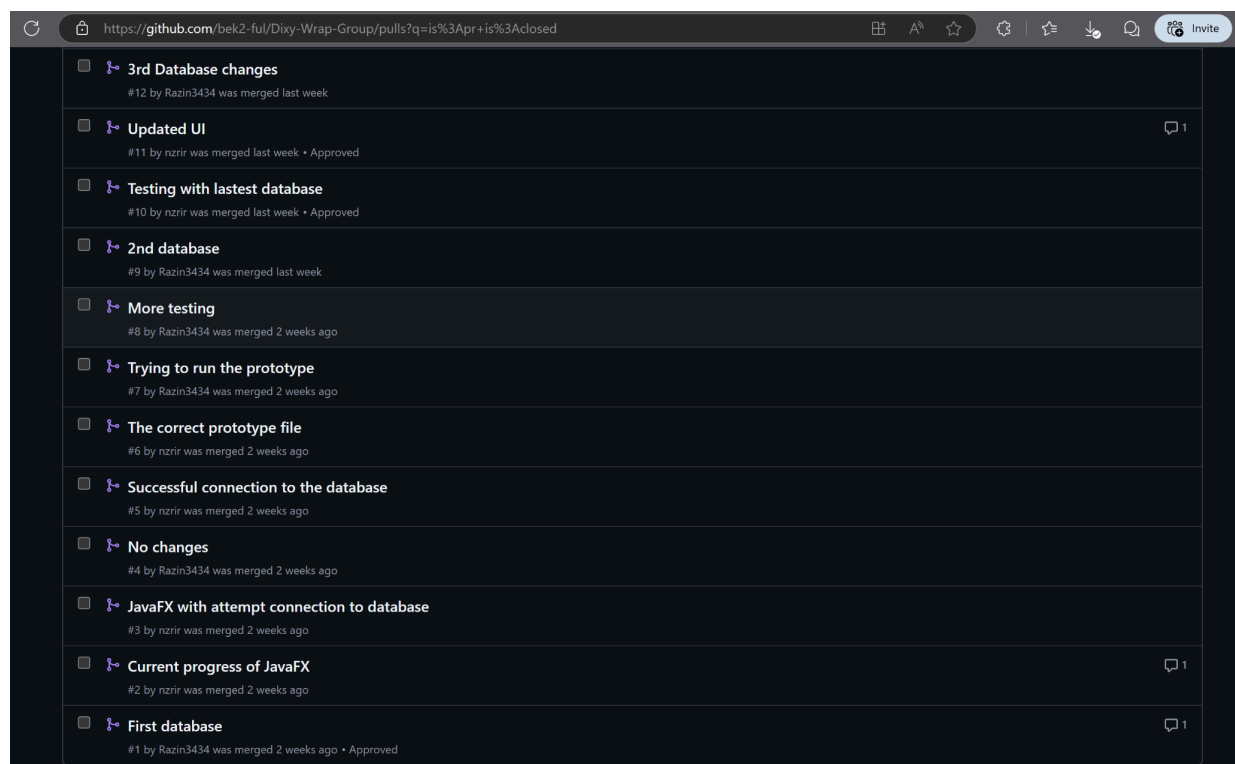 https://github.com/bek2-ful/Dixy-Wrap-Group/pulls?q=is%3Apr+is%3Aclosed
Invite
3rd Database changes
#12 by Razin3434 was merged last week
Updated UI
1
#11 by nzrir was merged last week • Approved
Testing with lastest database
#10 by nzrir was merged last week • Approved
2nd database
#9 by Razin3434 was merged last week
More testing
#8 by Razin3434 was merged 2 weeks ago
Trying to run the prototype
#7 by Razin3434 was merged 2 weeks ago
The correct prototype file
#6 by nzrir was merged 2 weeks ago
Successful connection to the database
#5 by nzrir was merged 2 weeks ago
No changes
#4 by Razin3434 was merged 2 weeks ago
JavaFX with attempt connection to database
#3 by nzrir was merged 2 weeks ago
Current progress of JavaFX
1
#2 by nzrir was merged 2 weeks ago
First database
1
#1 by Razin3434 was merged 2 weeks ago • Approved